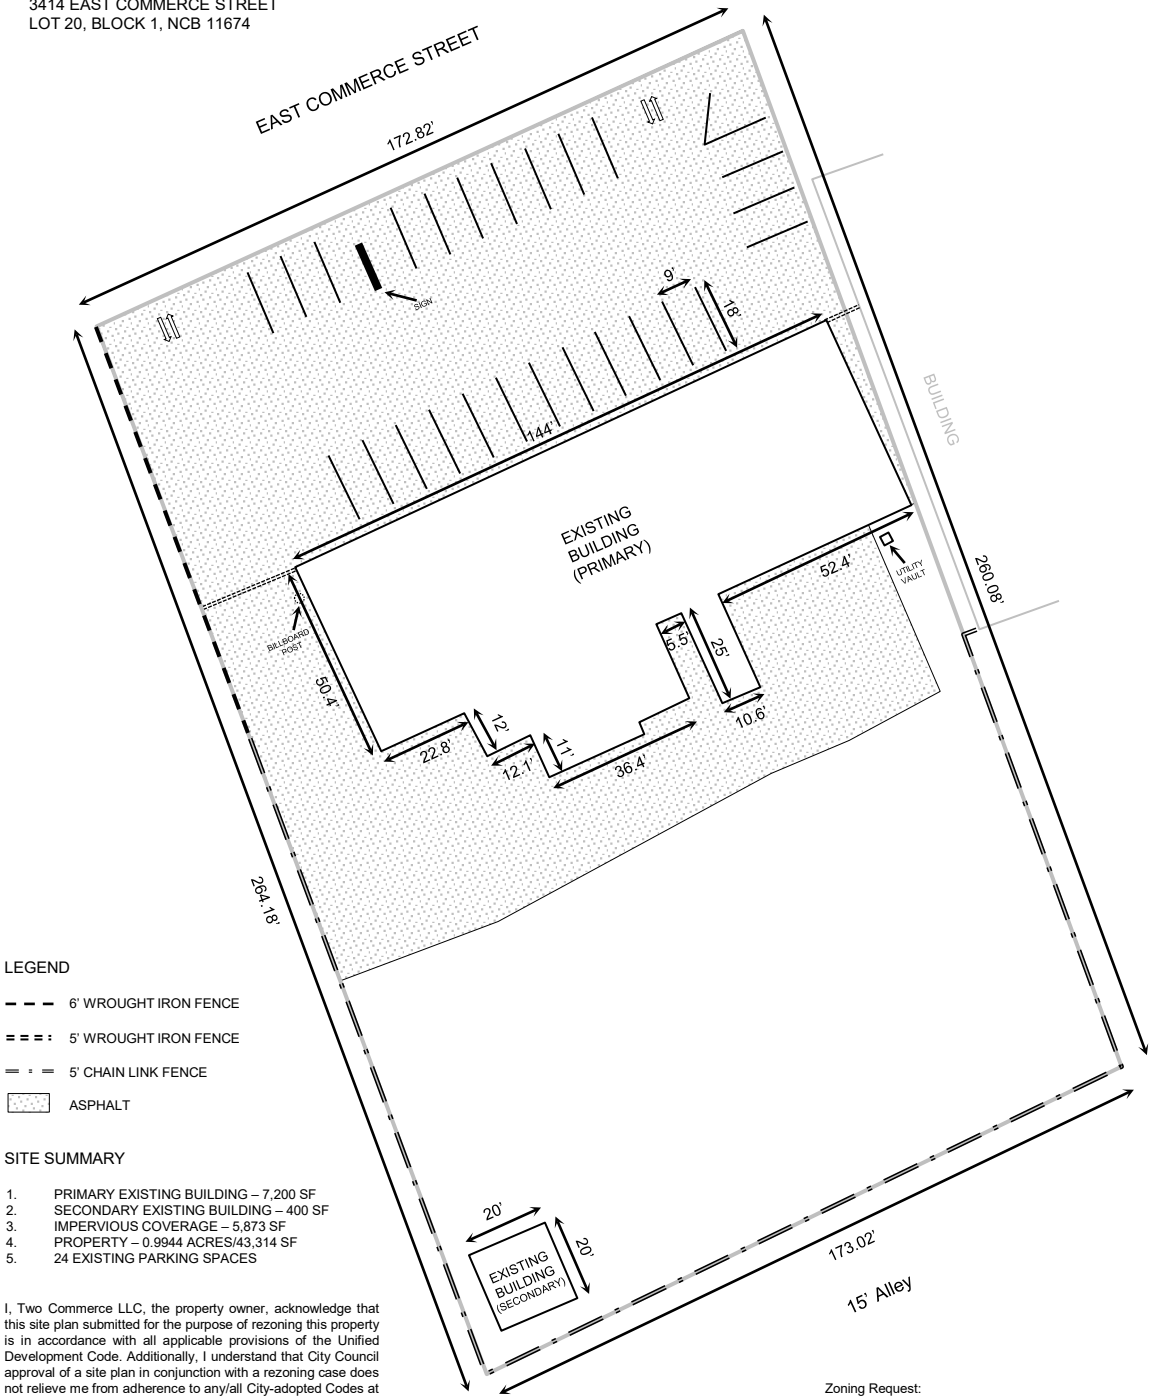 3414 EAST COMMERCE STREET
LOT 20, BLOCK 1, NCB 11674
EAST COMMERCE STREET
172.82’
SIGN
9’
18’
144’
BUILDING
EXISTING
BUILDING
(PRIMARY)
52.4’
UTILITY
VAULT
260.08’
BILLBOARD
POST
50.4’
5.5’
25’
10.6’
22.8’
12’
12.1’
11’
36.4’
264.18’
LEGEND
6’ WROUGHT IRON FENCE
5’ WROUGHT IRON FENCE
5’ CHAIN LINK FENCE
ASPHALT
SITE SUMMARY
1. PRIMARY EXISTING BUILDING – 7,200 SF
2. SECONDARY EXISTING BUILDING – 400 SF
3. IMPERVIOUS COVERAGE – 5,873 SF
4. PROPERTY – 0.9944 ACRES/43,314 SF
5. 24 EXISTING PARKING SPACES
20’
20’
EXISTING
BUILDING
(SECONDARY)
173.02’
15’ Alley
I, Two Commerce LLC, the property owner, acknowledge that
this site plan submitted for the purpose of rezoning this property
is in accordance with all applicable provisions of the Unified
Development Code. Additionally, I understand that City Council
approval of a site plan in conjunction with a rezoning case does
not relieve me from adherence to any/all City-adopted Codes at
Zoning Request: